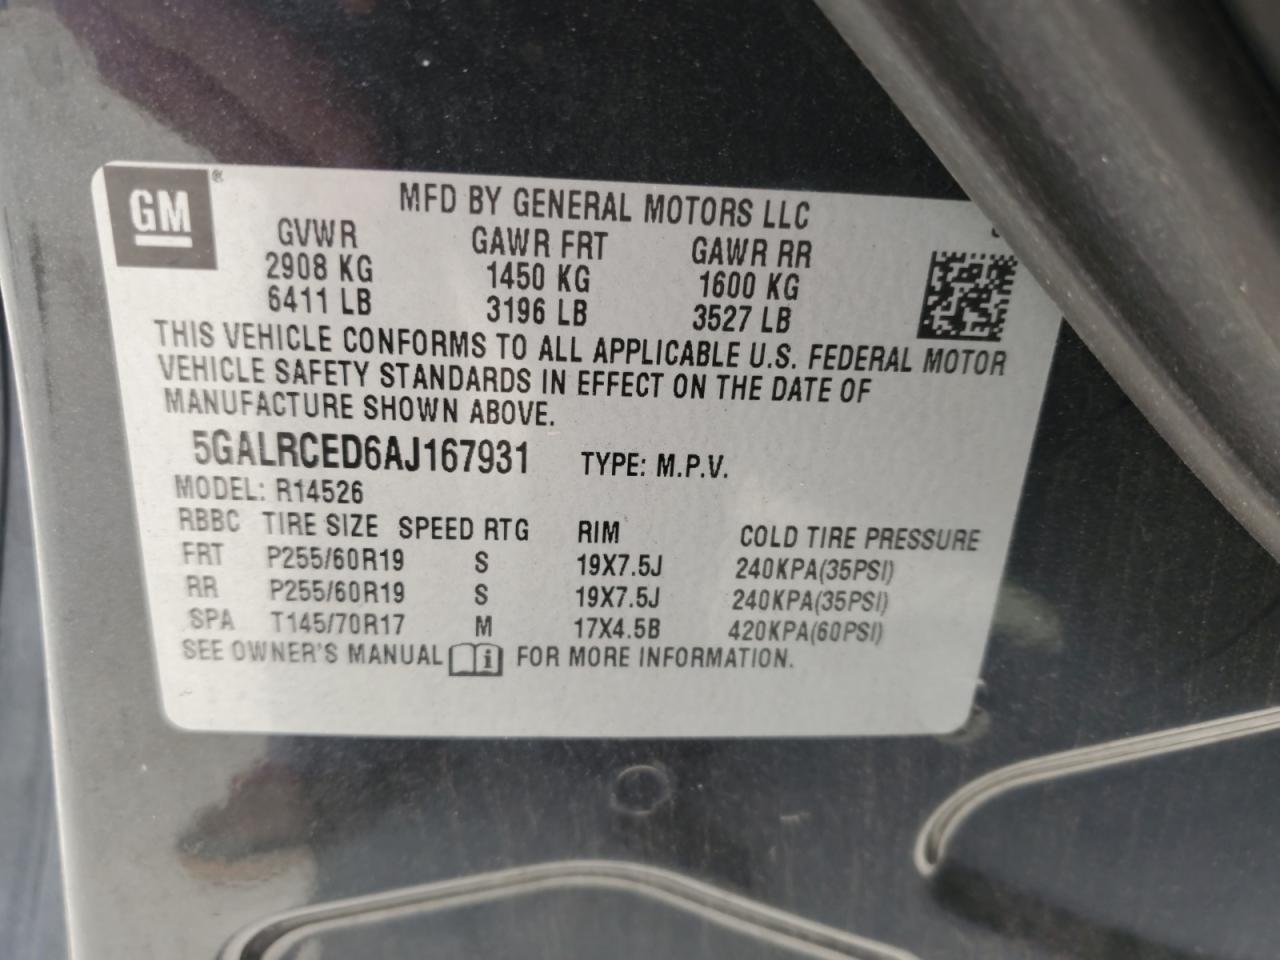 GM®
MFD BY GENERAL MOTORS LLC
GVWR GAWR FRT GAWR RR
2908 KG 1450 KG 1600 KG
6411 LB 3196 LB 3527 LB
THIS VEHICLE CONFORMS TO ALL APPLICABLE U.S. FEDERAL MOTOR
VEHICLE SAFETY STANDARDS IN EFFECT ON THE DATE OF
MANUFACTURE SHOWN ABOVE.
5GALRCED6AJ167931 TYPE: M.P.V.
MODEL: R14526
RBBC TIRE SIZE SPEED RTG RIM COLD TIRE PRESSURE
FRT P255/60R19 S 19X7.5J 240KPA(35PSI)
RR P255/60R19 S 19X7.5J 240KPA(35PSI)
SPA T145/70R17 M 17X4.5B 420KPA(60PSI)
SEE OWNER'S MANUAL i FOR MORE INFORMATION.